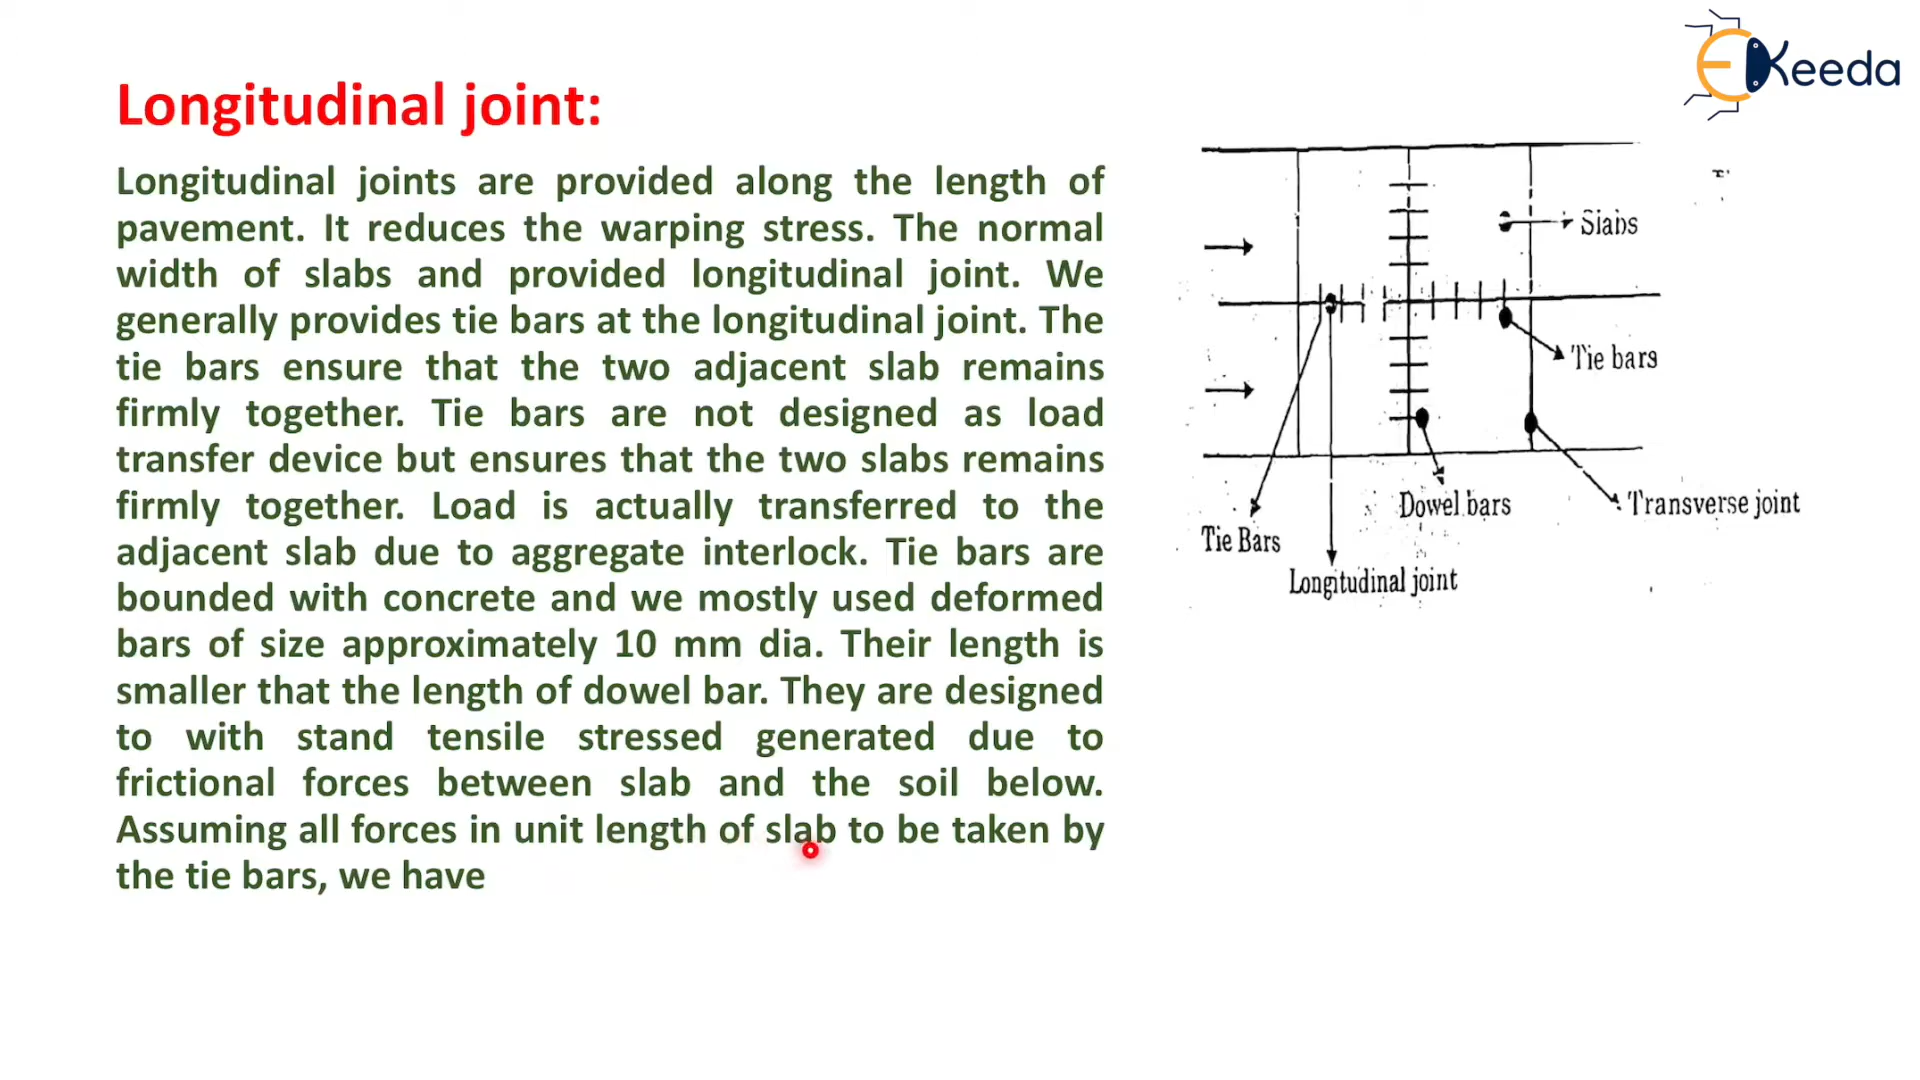 EKeeda
Longitudinal joint:
Longitudinal joints are provided along the length of
pavement. It reduces the warping stress. The normal
width of slabs and provided longitudinal joint. We
generally provides tie bars at the longitudinal joint. The
tie bars ensure that the two adjacent slab remains
firmly together. Tie bars are not designed as load
transfer device but ensures that the two slabs remains
firmly together. Load is actually transferred to the
adjacent slab due to aggregate interlock. Tie bars are
bounded with concrete and we mostly used deformed
bars of size approximately 10 mm dia. Their length is
smaller that the length of dowel bar. They are designed
to with stand tensile stressed generated due to
frictional forces between slab and the soil below.
Assuming all forces in unit length of slab to be taken by
the tie bars, we have
Slabs
Tie bars
Dowel bars
Transverse joint
Tie Bars
Longitudinal joint